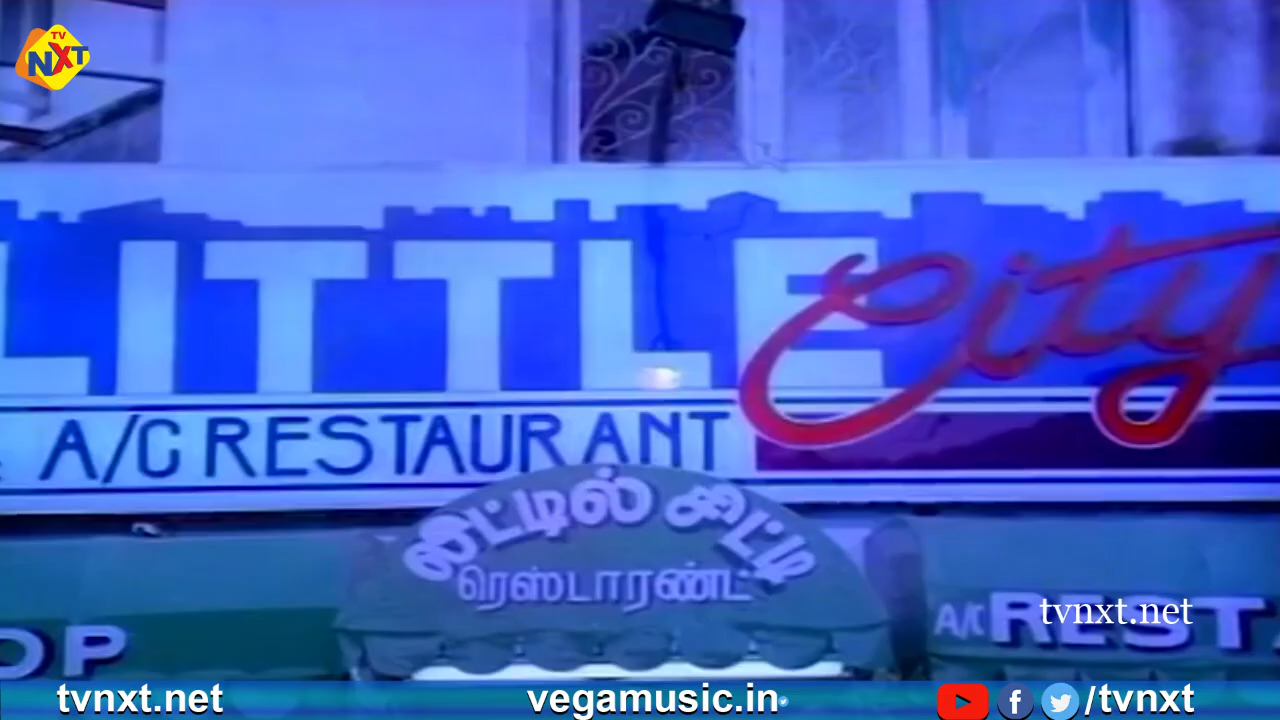 TV
NXT
LITTLE City
A/C RESTAURANT
லிட்டில் சிட்டி
ரெஸ்டாரண்ட்
OP
A/C REST
tvnxt.net
tvnxt.net
vegamusic.in
/tvnxt